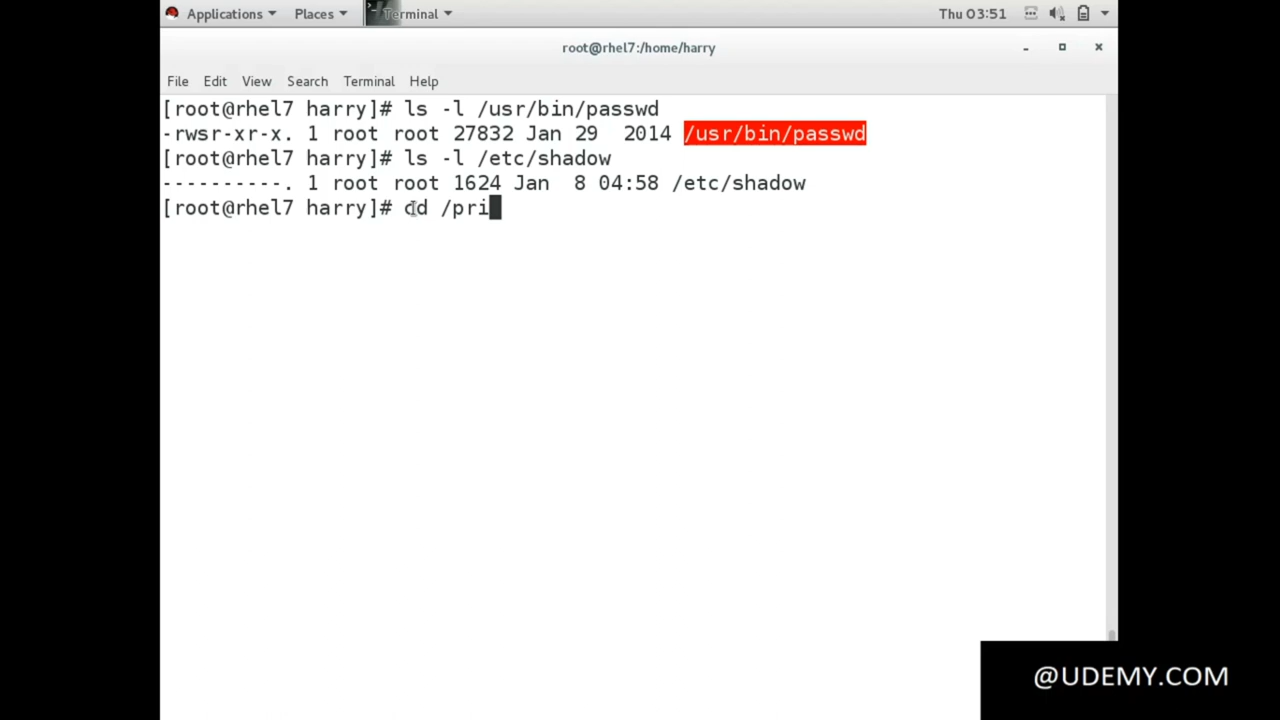 Applications Places Terminal Thu 03:51
root@rhel7:/home/harry
File Edit View Search Terminal Help
[root@rhel7 harry]# ls -l /usr/bin/passwd
-rwsr-xr-x. 1 root root 27832 Jan 29  2014 /usr/bin/passwd
[root@rhel7 harry]# ls -l /etc/shadow
----------. 1 root root 1624 Jan  8 04:58 /etc/shadow
[root@rhel7 harry]# cd /pri
@UDEMY.COM